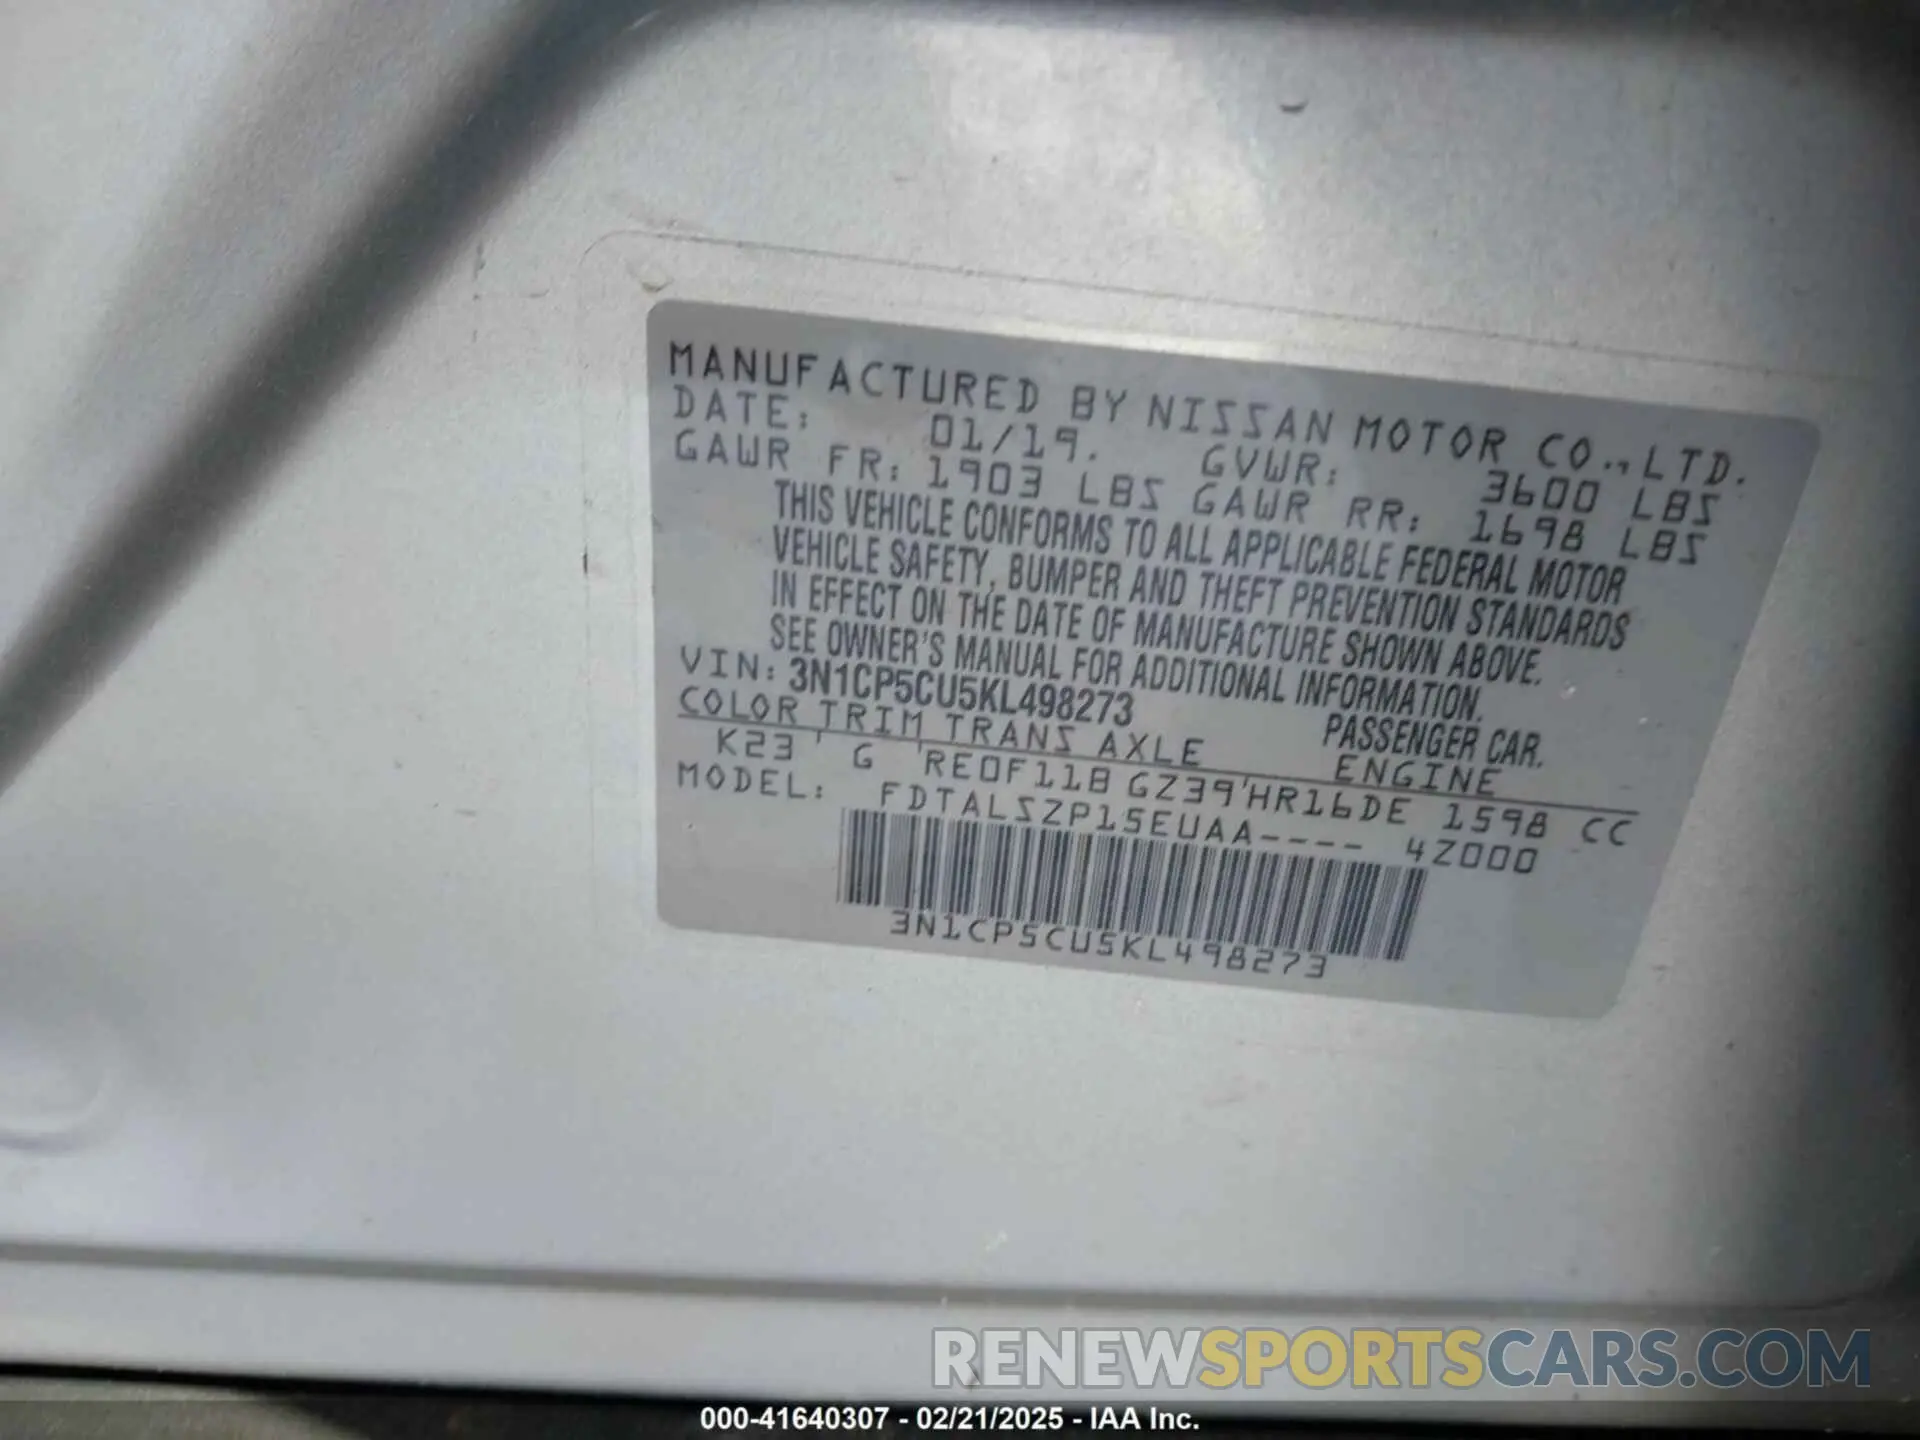 MANUFACTURED BY NISSAN MOTOR CO.,LTD.
DATE: 01/19. GVWR: 3600 LBS
GAWR FR: 1903 LBS GAWR RR: 1698 LBS
THIS VEHICLE CONFORMS TO ALL APPLICABLE FEDERAL MOTOR
VEHICLE SAFETY, BUMPER AND THEFT PREVENTION STANDARDS
IN EFFECT ON THE DATE OF MANUFACTURE SHOWN ABOVE.
SEE OWNER'S MANUAL FOR ADDITIONAL INFORMATION.
VIN: 3N1CP5CU5KL498273 PASSENGER CAR.
COLOR TRIM TRANS AXLE ENGINE
K23 G RE0F11B GZ39 HR16DE 1598 CC
MODEL: FDTALSZP15EUAA---- 4Z000
3N1CP5CU5KL498273
RENEWSPORTSCARS.COM
000-41640307 - 02/21/2025 - IAA Inc.